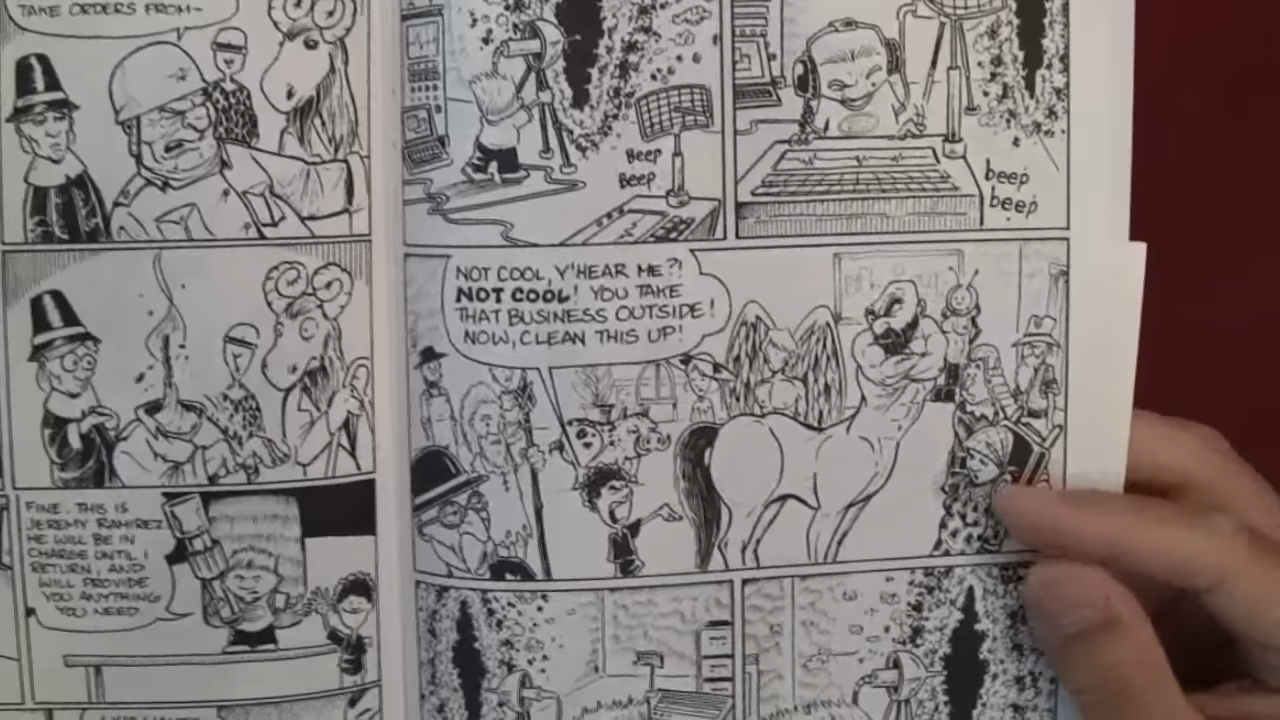 TAKE ORDERS FROM-
FINE. THIS IS
JEREMY RAMIREZ
HE WILL BE IN
CHARGE UNTIL I
RETURN, AND
WILL PROVIDE
YOU ANYTHING
YOU NEED
BEEP
BEEP
beep
beep
NOT COOL, Y'HEAR ME?!
NOT COOL! YOU TAKE
THAT BUSINESS OUTSIDE!
NOW, CLEAN THIS UP!